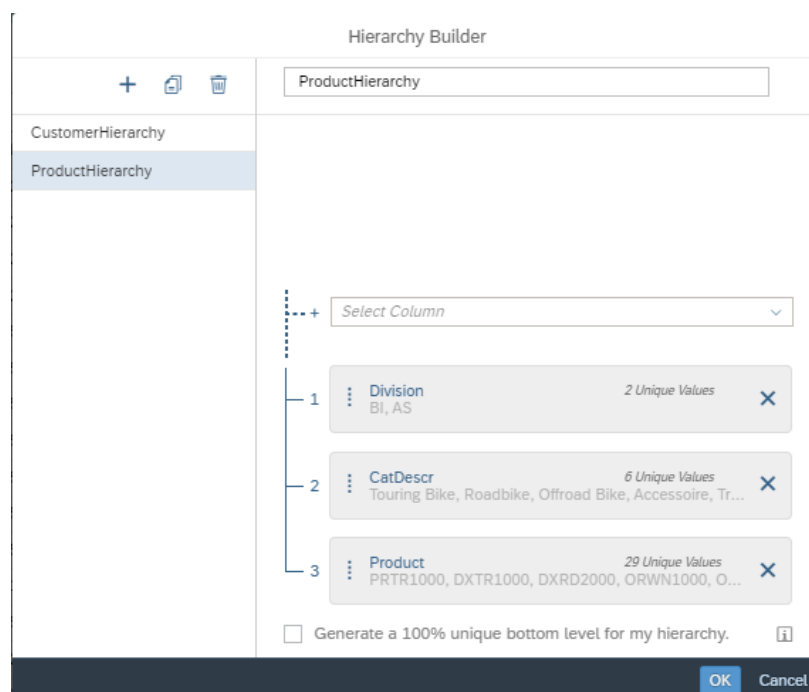 Hierarchy Builder
ProductHierarchy
CustomerHierarchy
ProductHierarchy
+ Select Column
1 Division 2 Unique Values
BI, AS
2 CatDescr 6 Unique Values
Touring Bike, Roadbike, Offroad Bike, Accessoire, Tr...
3 Product 29 Unique Values
PRTR1000, DXTR1000, DXRD2000, ORWN1000, O...
Generate a 100% unique bottom level for my hierarchy.
OK Cancel